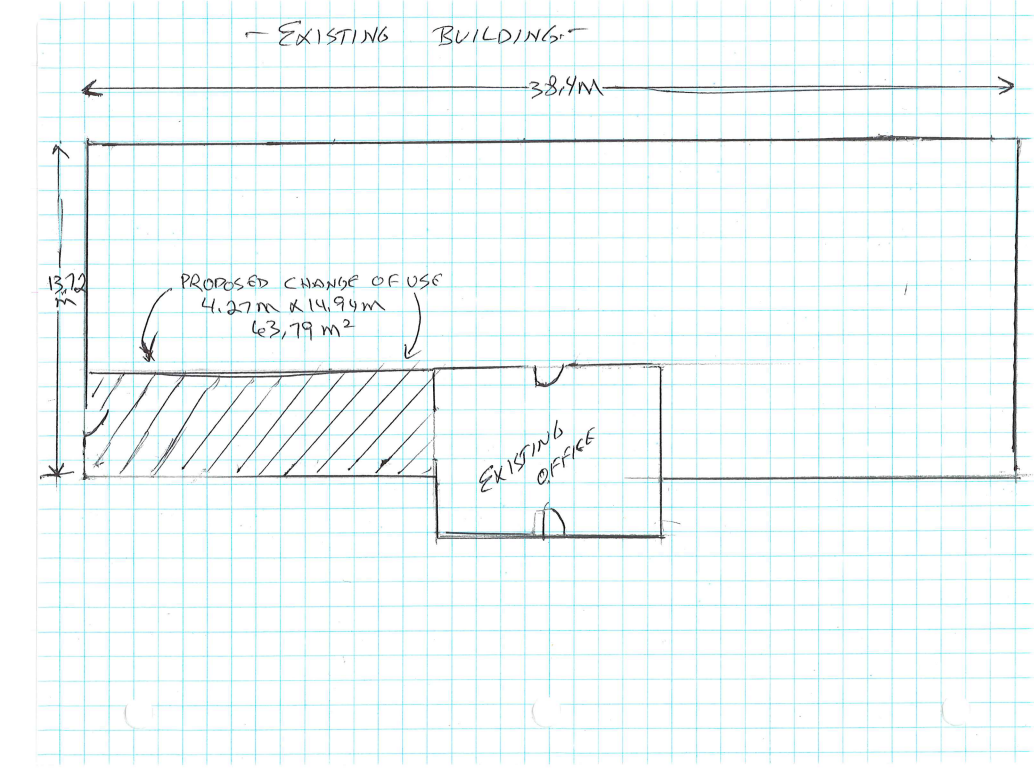 - EXISTING BUILDING -
38,4M
13,72
m
PROPOSED CHANGE OF USE
4.27m x 14.94m
63,79 m²
EXISTING
OFFICE